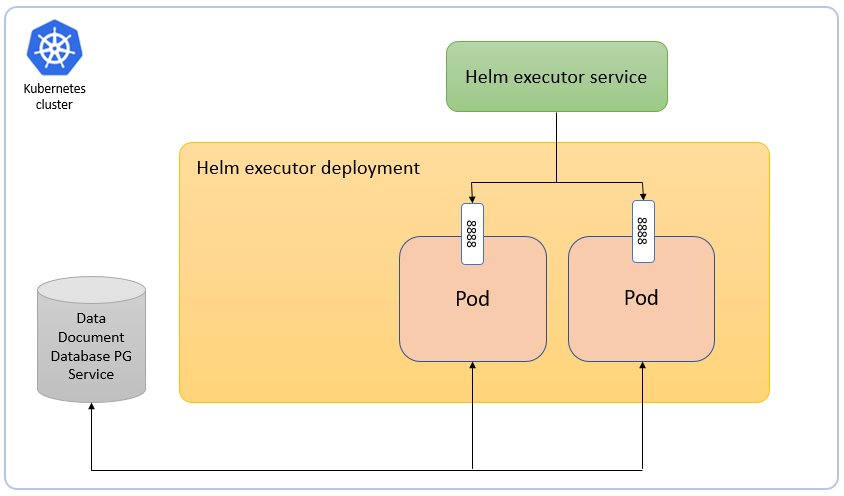 Kubernetes
cluster
Helm executor service
Helm executor deployment
8888
8888
Pod
Pod
Data
Document
Database PG
Service